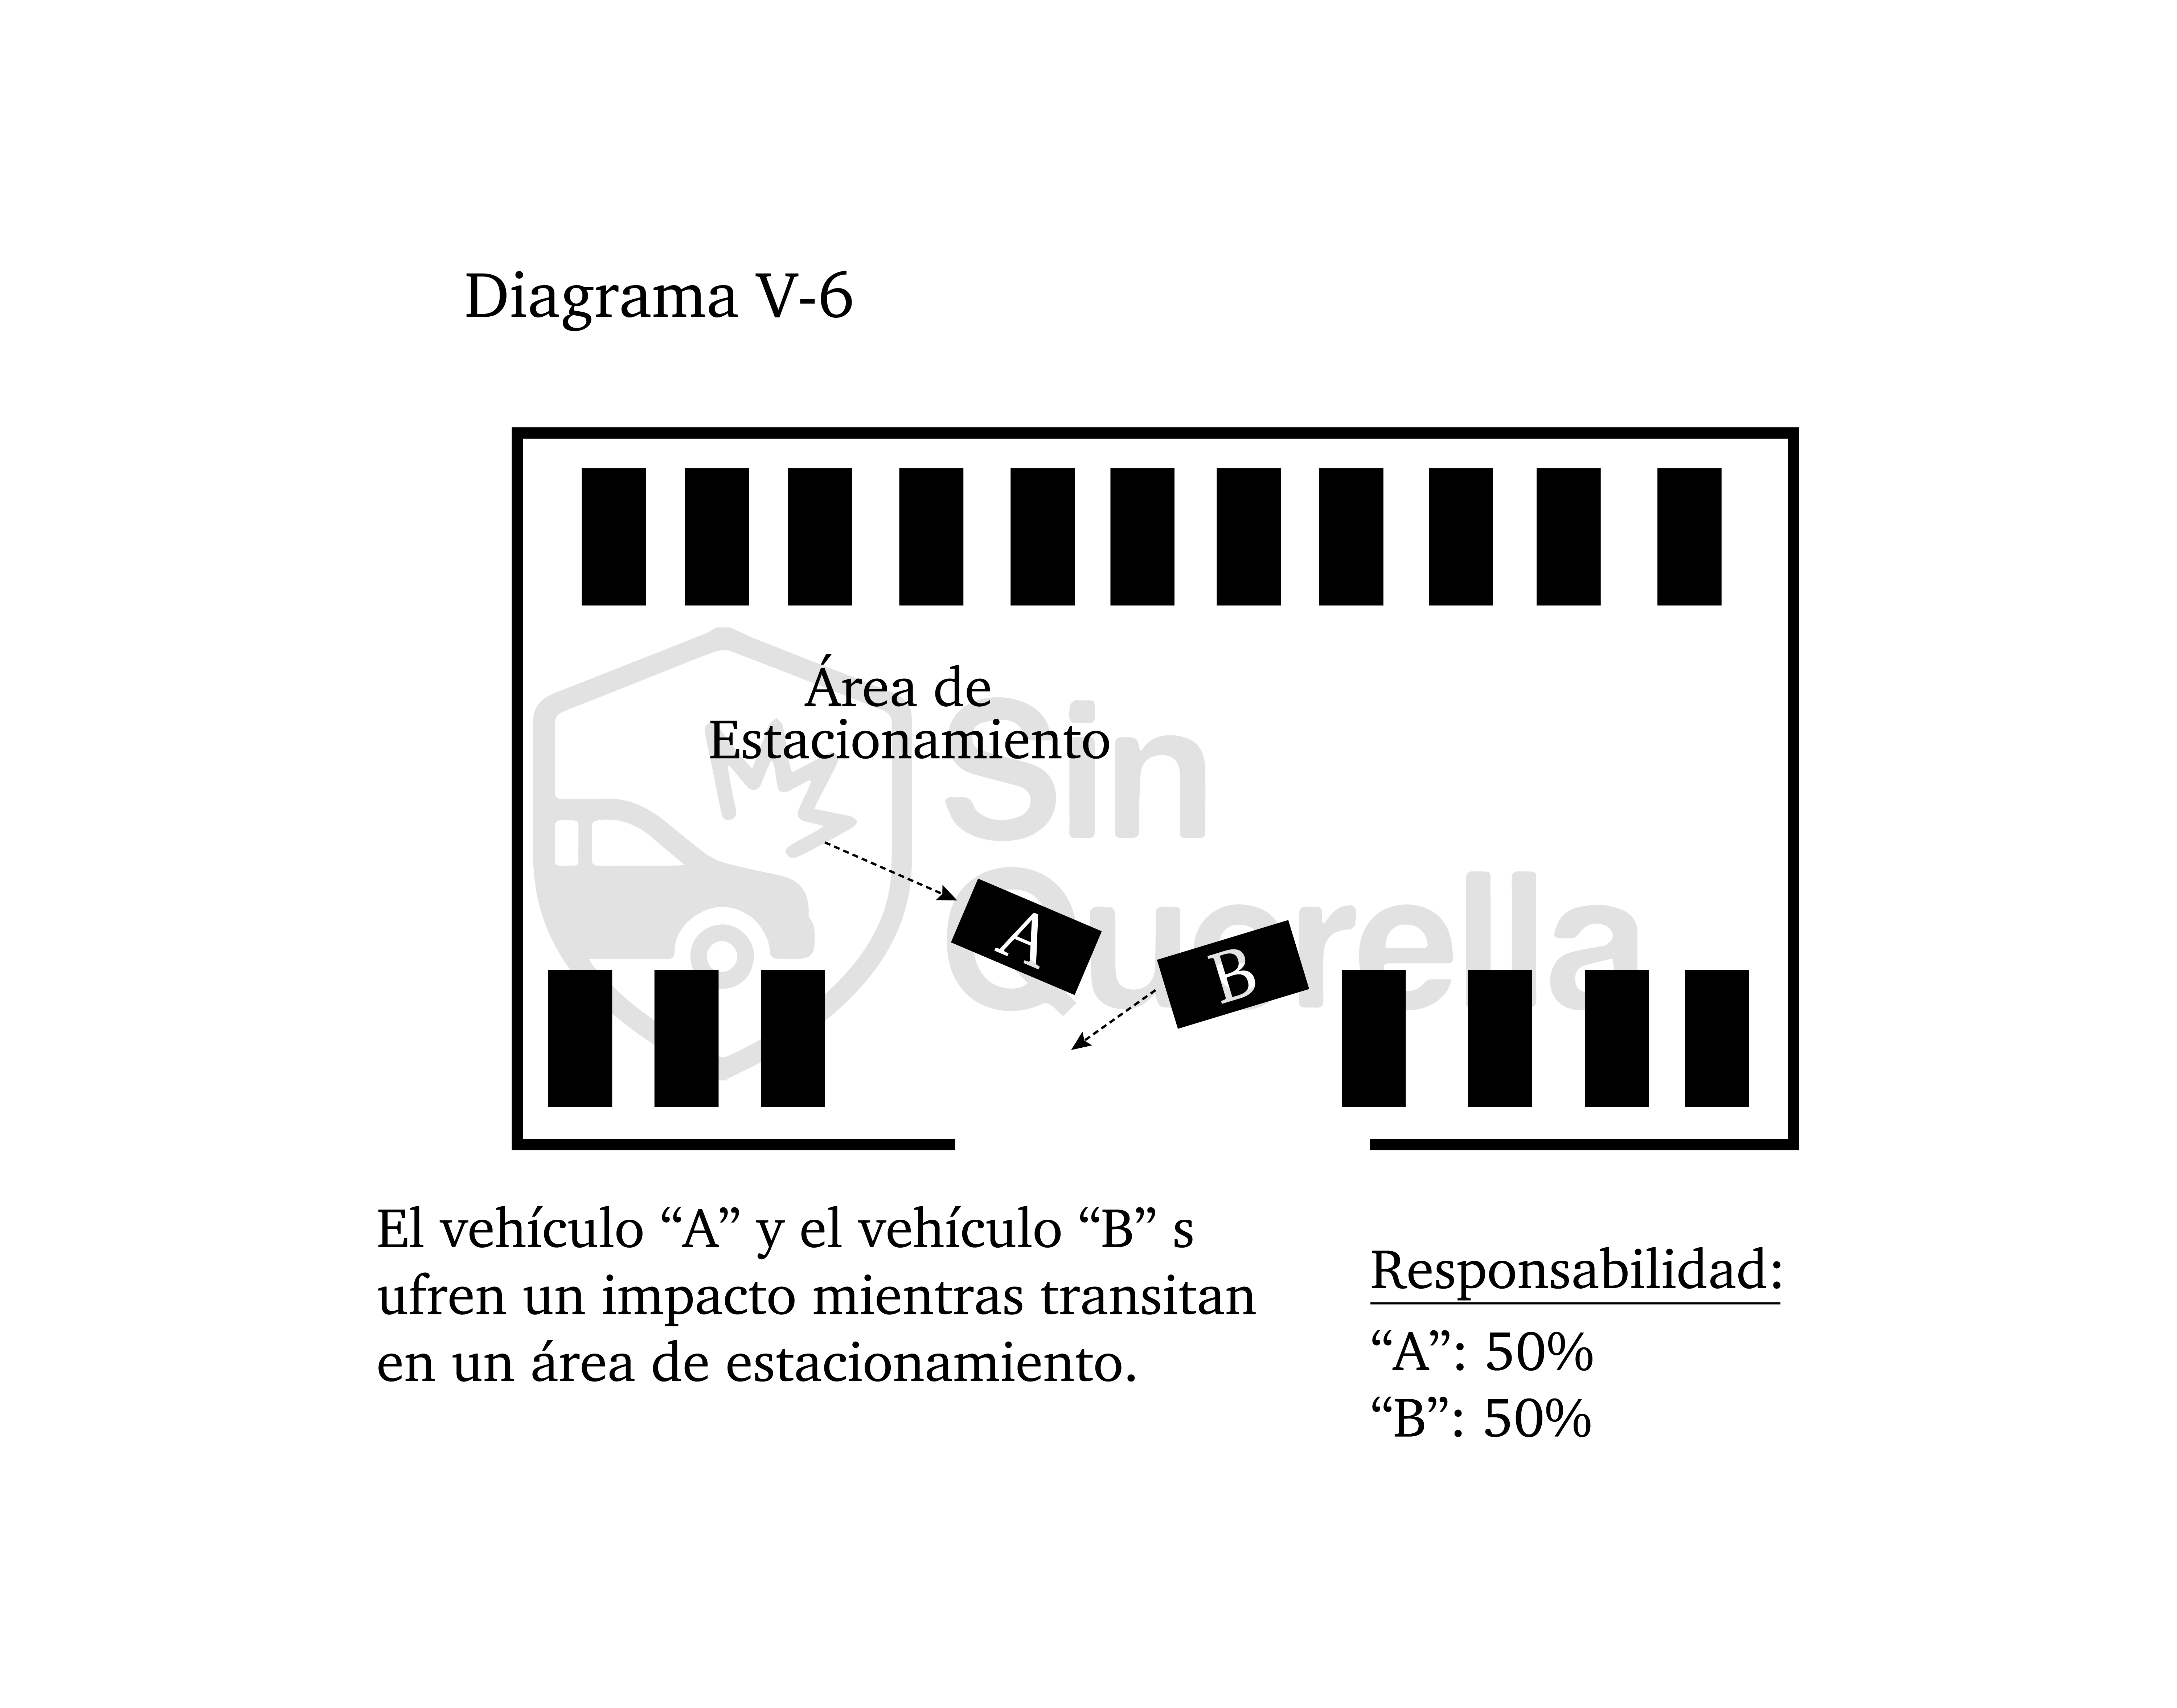 Diagrama V-6
Área de
Estacionamiento
Sin
Querella
A
B
El vehículo “A” y el vehículo “B” s
ufren un impacto mientras transitan
en un área de estacionamiento.
Responsabilidad:
“A”: 50%
“B”: 50%